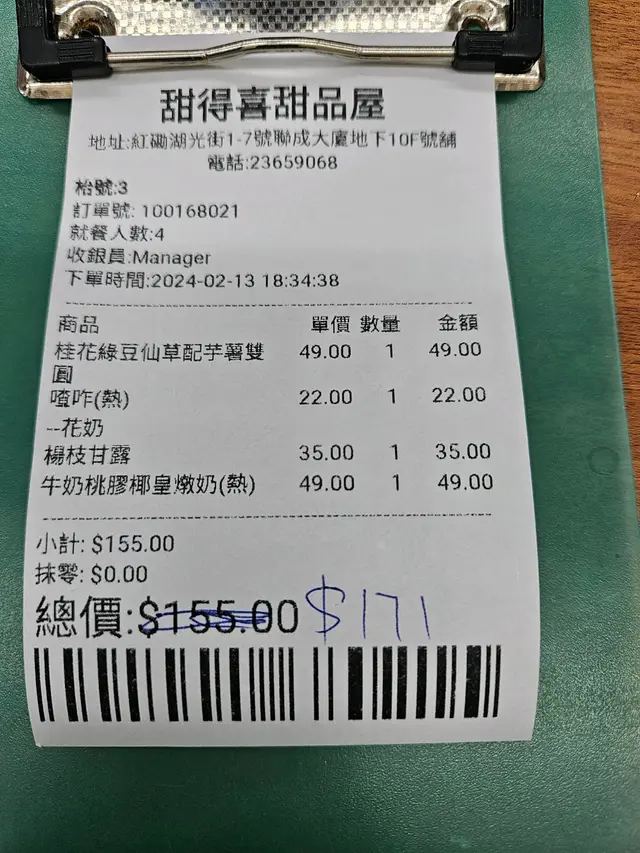 甜得喜甜品屋
地址:紅磡湖光街1-7號聯成大廈地下10F號舖
電話:23659068
枱號:3
訂單號: 100168021
就餐人數:4
收銀員:Manager
下單時間:2024-02-13 18:34:38
商品 單價 數量 金額
桂花綠豆仙草配芋薯雙 49.00 1 49.00
圓
喳咋(熱) 22.00 1 22.00
--花奶
楊枝甘露 35.00 1 35.00
牛奶桃膠椰皇燉奶(熱) 49.00 1 49.00
小計: $155.00
抹零: $0.00
總價:$155.00 $171